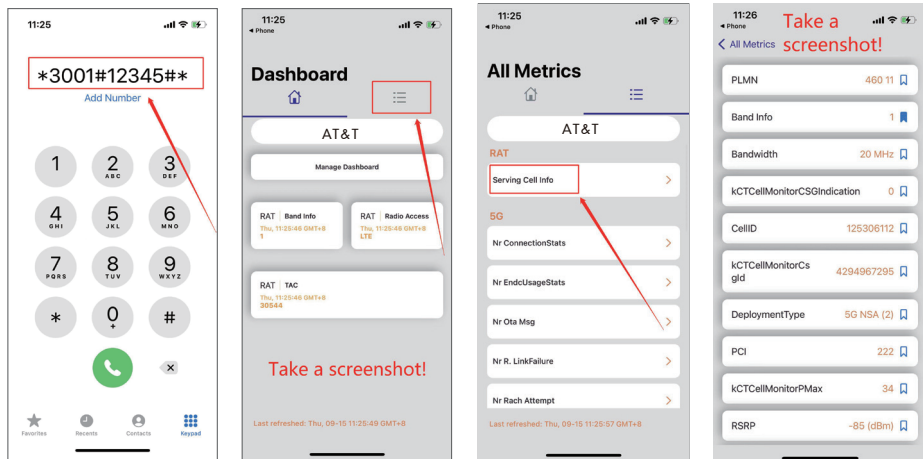 11:25
*3001#12345#*
Add Number
1
2
ABC
3
DEF
4
GHI
5
JKL
6
MNO
7
PQRS
8
TUV
9
WXYZ
*
0
+
#
Favorites
Recents
Contacts
Keypad
11:25
Phone
Dashboard
AT&T
Manage Dashboard
RAT | Band Info
Thu, 11:25:46 GMT+8
1
RAT | Radio Access
Thu, 11:25:46 GMT+8
LTE
RAT | TAC
Thu, 11:25:46 GMT+8
30544
Take a screenshot!
Last refreshed: Thu, 09-15 11:25:49 GMT+8
11:25
Phone
All Metrics
AT&T
RAT
Serving Cell Info
5G
Nr ConnectionStats
Nr EndcUsageStats
Nr Ota Msg
Nr R. LinkFailure
Nr Rach Attempt
Last refreshed: Thu, 09-15 11:25:57 GMT+8
11:26
Phone
Take a
screenshot!
All Metrics
PLMN 460 11
Band Info 1
Bandwidth 20 MHz
kCTCellMonitorCSGIndication 0
CellID 125306112
kCTCellMonitorCs
gId 4294967295
DeploymentType 5G NSA (2)
PCI 222
kCTCellMonitorPMax 34
RSRP -85 (dBm)